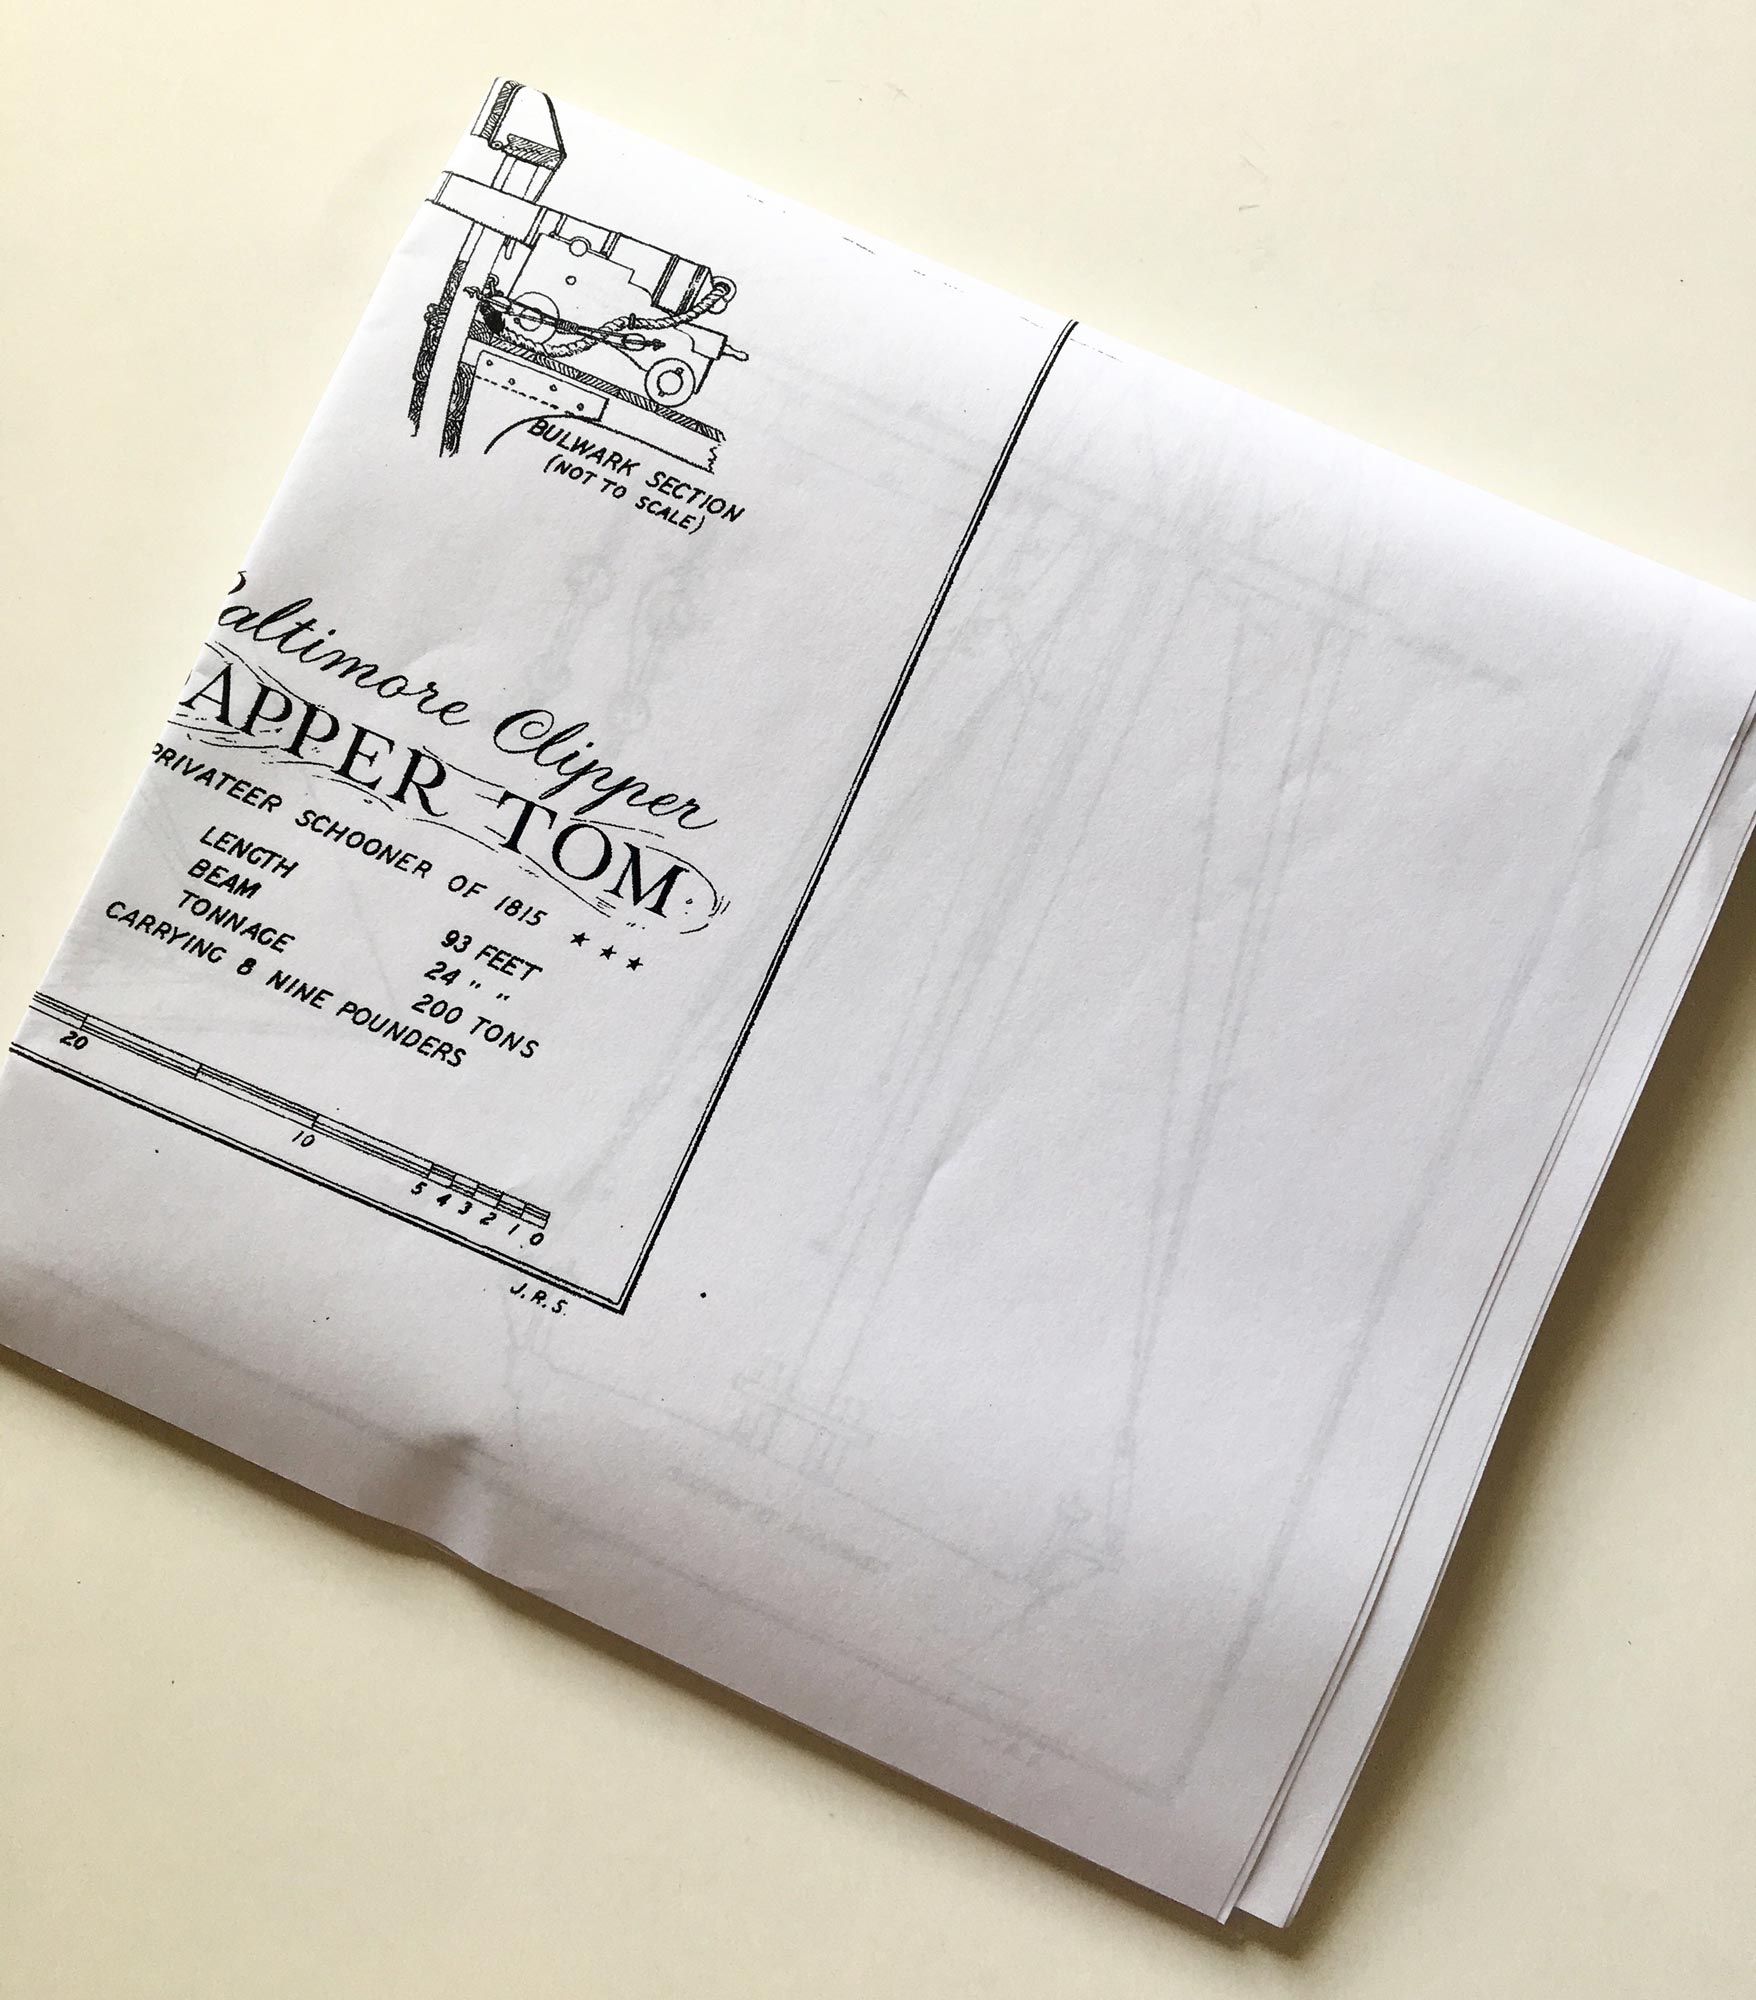 BULWARK SECTION
(NOT TO SCALE)
Baltimore Clipper
APPER TOM
PRIVATEER SCHOONER OF 1815 ★ ★ ★
LENGTH 93 FEET
BEAM 24 " "
TONNAGE 200 TONS
CARRYING 8 NINE POUNDERS
20 10 5 4 3 2 1 0
J.R.S.